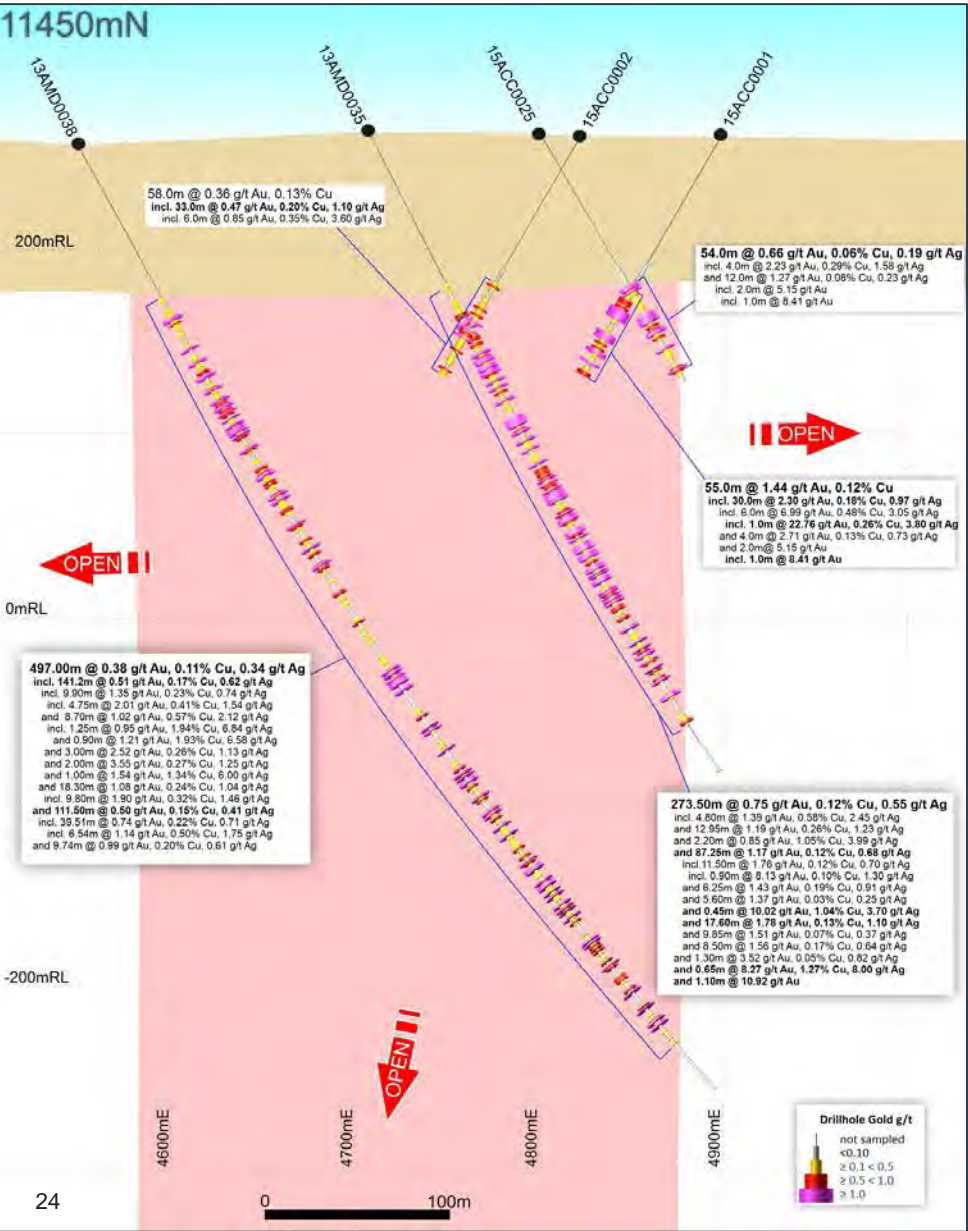 11450mN
13AMD0038
13AMD0035
15ACC0025
15ACC0002
15ACC0001
58.0m @ 0.36 g/t Au, 0.13% Cu
incl. 33.0m @ 0.47 g/t Au, 0.20% Cu, 1.10 g/t Ag
incl. 6.0m @ 0.85 g/t Au, 0.35% Cu, 3.60 g/t Ag
200mRL
54.0m @ 0.66 g/t Au, 0.06% Cu, 0.19 g/t Ag
incl. 4.0m @ 2.23 g/t Au, 0.29% Cu, 1.58 g/t Ag
and 12.0m @ 1.27 g/t Au, 0.08% Cu, 0.23 g/t Ag
incl. 2.0m @ 5.15 g/t Au
incl. 1.0m @ 8.41 g/t Au
OPEN
55.0m @ 1.44 g/t Au, 0.12% Cu
incl. 30.0m @ 2.30 g/t Au, 0.18% Cu, 0.97 g/t Ag
incl. 6.0m @ 6.99 g/t Au, 0.48% Cu, 3.05 g/t Ag
incl. 1.0m @ 22.76 g/t Au, 0.26% Cu, 3.80 g/t Ag
and 4.0m @ 2.71 g/t Au, 0.13% Cu, 0.73 g/t Ag
and 2.0m@ 5.15 g/t Au
incl. 1.0m @ 8.41 g/t Au
OPEN
0mRL
497.00m @ 0.38 g/t Au, 0.11% Cu, 0.34 g/t Ag
incl. 141.2m @ 0.51 g/t Au, 0.17% Cu, 0.62 g/t Ag
incl. 9.90m @ 1.35 g/t Au, 0.23% Cu, 0.74 g/t Ag
incl. 4.75m @ 2.01 g/t Au, 0.41% Cu, 1.54 g/t Ag
and 8.70m @ 1.02 g/t Au, 0.57% Cu, 2.12 g/t Ag
incl. 1.25m @ 0.95 g/t Au, 1.94% Cu, 6.84 g/t Ag
and 0.90m @ 1.21 g/t Au, 1.93% Cu, 6.58 g/t Ag
and 3.00m @ 2.52 g/t Au, 0.26% Cu, 1.13 g/t Ag
and 2.00m @ 3.55 g/t Au, 0.27% Cu, 1.25 g/t Ag
and 1.00m @ 1.54 g/t Au, 1.34% Cu, 6.00 g/t Ag
and 18.30m @ 1.08 g/t Au, 0.24% Cu, 1.04 g/t Ag
incl. 9.80m @ 1.90 g/t Au, 0.32% Cu, 1.46 g/t Ag
and 111.50m @ 0.50 g/t Au, 0.15% Cu, 0.41 g/t Ag
incl. 39.51m @ 0.74 g/t Au, 0.22% Cu, 0.71 g/t Ag
incl. 6.54m @ 1.14 g/t Au, 0.50% Cu, 1.75 g/t Ag
and 9.74m @ 0.99 g/t Au, 0.20% Cu, 0.61 g/t Ag
273.50m @ 0.75 g/t Au, 0.12% Cu, 0.55 g/t Ag
incl. 4.80m @ 1.39 g/t Au, 0.58% Cu, 2.45 g/t Ag
and 12.95m @ 1.19 g/t Au, 0.26% Cu, 1.23 g/t Ag
and 2.20m @ 0.85 g/t Au, 1.05% Cu, 3.99 g/t Ag
and 87.25m @ 1.17 g/t Au, 0.12% Cu, 0.68 g/t Ag
incl.11.50m @ 1.76 g/t Au, 0.12% Cu, 0.70 g/t Ag
incl. 0.90m @ 8.13 g/t Au, 0.10% Cu, 1.30 g/t Ag
and 6.25m @ 1.43 g/t Au, 0.19% Cu, 0.91 g/t Ag
and 5.60m @ 1.37 g/t Au, 0.03% Cu, 0.25 g/t Ag
and 0.45m @ 10.02 g/t Au, 1.04% Cu, 3.70 g/t Ag
and 17.60m @ 1.78 g/t Au, 0.13% Cu, 1.10 g/t Ag
and 9.85m @ 1.51 g/t Au, 0.07% Cu, 0.37 g/t Ag
and 8.50m @ 1.56 g/t Au, 0.17% Cu, 0.64 g/t Ag
and 1.30m @ 3.52 g/t Au, 0.05% Cu, 0.82 g/t Ag
and 0.65m @ 8.27 g/t Au, 1.27% Cu, 8.00 g/t Ag
and 1.10m @ 10.92 g/t Au
-200mRL
OPEN
4600mE
4700mE
4800mE
4900mE
Drillhole Gold g/t
not sampled
<0.10
≥ 0.1 < 0.5
≥ 0.5 < 1.0
≥ 1.0
24
0
100m